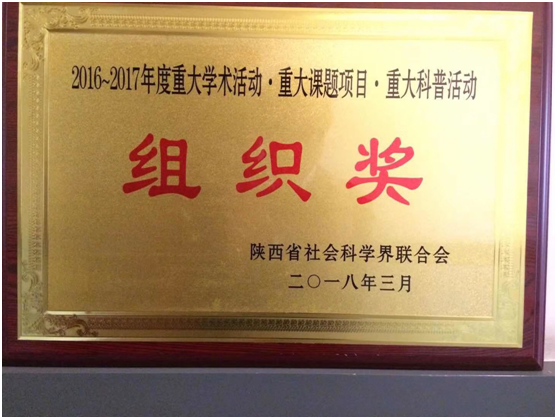 2016~2017年度重大学术活动·重大课题项目·重大科普活动
组织奖
陕西省社会科学界联合会
二〇一八年三月